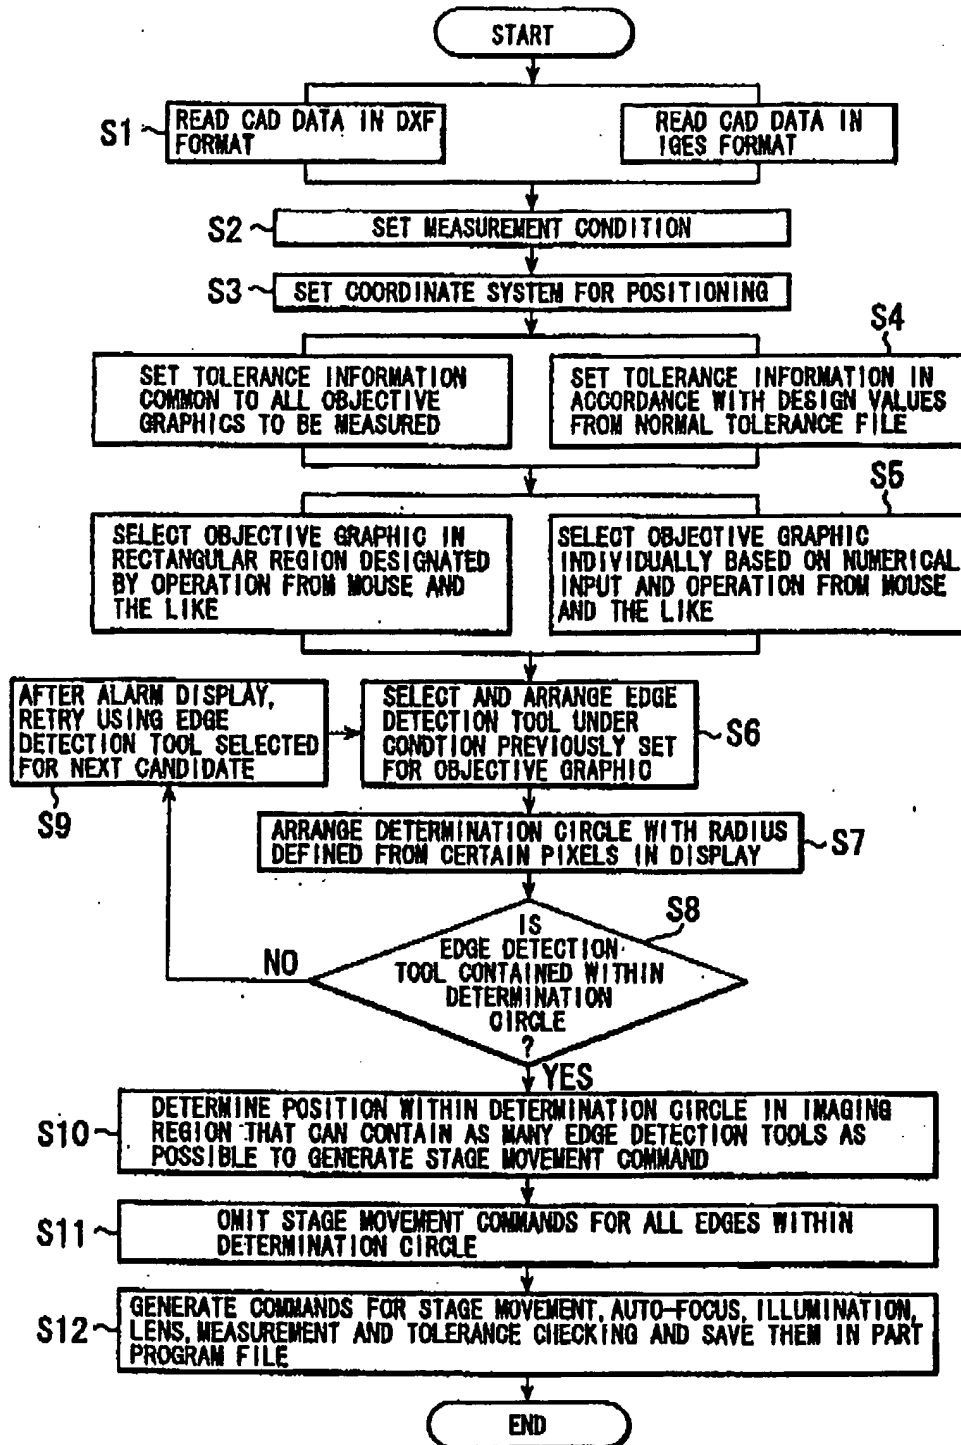 START
S1
READ CAD DATA IN DXF
FORMAT
READ CAD DATA IN
IGES FORMAT
S2
SET MEASUREMENT CONDITION
S3
SET COORDINATE SYSTEM FOR POSITIONING
S4
SET TOLERANCE INFORMATION
COMMON TO ALL OBJECTIVE
GRAPHICS TO BE MEASURED
SET TOLERANCE INFORMATION IN
ACCORDANCE WITH DESIGN VALUES
FROM NORMAL TOLERANCE FILE
S5
SELECT OBJECTIVE GRAPHIC IN
RECTANGULAR REGION DESIGNATED
BY OPERATION FROM MOUSE AND
THE LIKE
SELECT OBJECTIVE GRAPHIC
INDIVIDUALLY BASED ON NUMERICAL
INPUT AND OPERATION FROM MOUSE
AND THE LIKE
AFTER ALARM DISPLAY,
RETRY USING EDGE
DETECTION TOOL SELECTED
FOR NEXT CANDIDATE
S9
SELECT AND ARRANGE EDGE
DETECTION TOOL UNDER
CONDTION PREVIOUSLY SET
FOR OBJECTIVE GRAPHIC
S6
ARRANGE DETERMINATION CIRCLE WITH RADIUS
DEFINED FROM CERTAIN PIXELS IN DISPLAY
S7
S8
IS
EDGE DETECTION
TOOL CONTAINED WITHIN
DETERMINATION
CIRCLE
?
NO
YES
S10
DETERMINE POSITION WITHIN DETERMINATION CIRCLE IN IMAGING
REGION THAT CAN CONTAIN AS MANY EDGE DETECTION TOOLS AS
POSSIBLE TO GENERATE STAGE MOVEMENT COMMAND
S11
OMIT STAGE MOVEMENT COMMANDS FOR ALL EDGES WITHIN
DETERMINATION CIRCLE
S12
GENERATE COMMANDS FOR STAGE MOVEMENT, AUTO-FOCUS, ILLUMINATION,
LENS, MEASUREMENT AND TOLERANCE CHECKING AND SAVE THEM IN PART
PROGRAM FILE
END